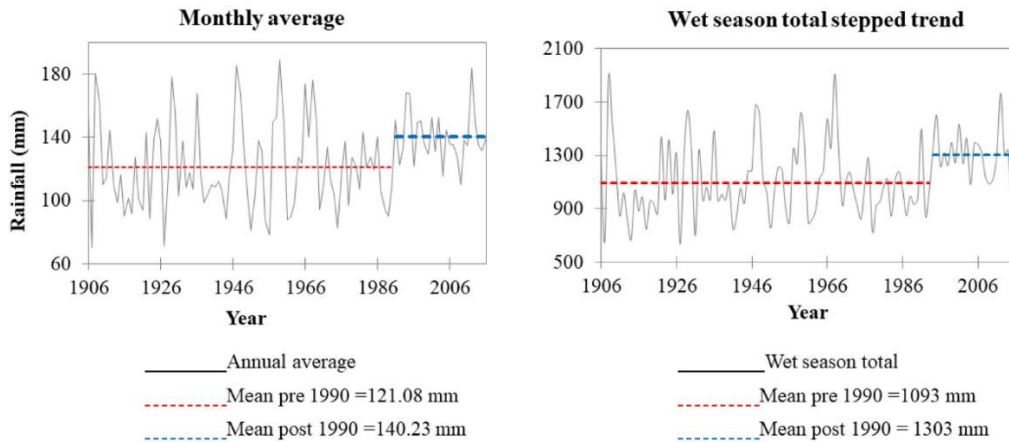 Monthly average
180
140
100
60
Rainfall (mm)
1906 1926 1946 1966 1986 2006
Year
Annual average
Mean pre 1990 =121.08 mm
Mean post 1990 =140.23 mm
Wet season total stepped trend
2100
1700
1300
900
500
1906 1926 1946 1966 1986 2006
Year
Wet season total
Mean pre 1990 =1093 mm
Mean post 1990 = 1303 mm